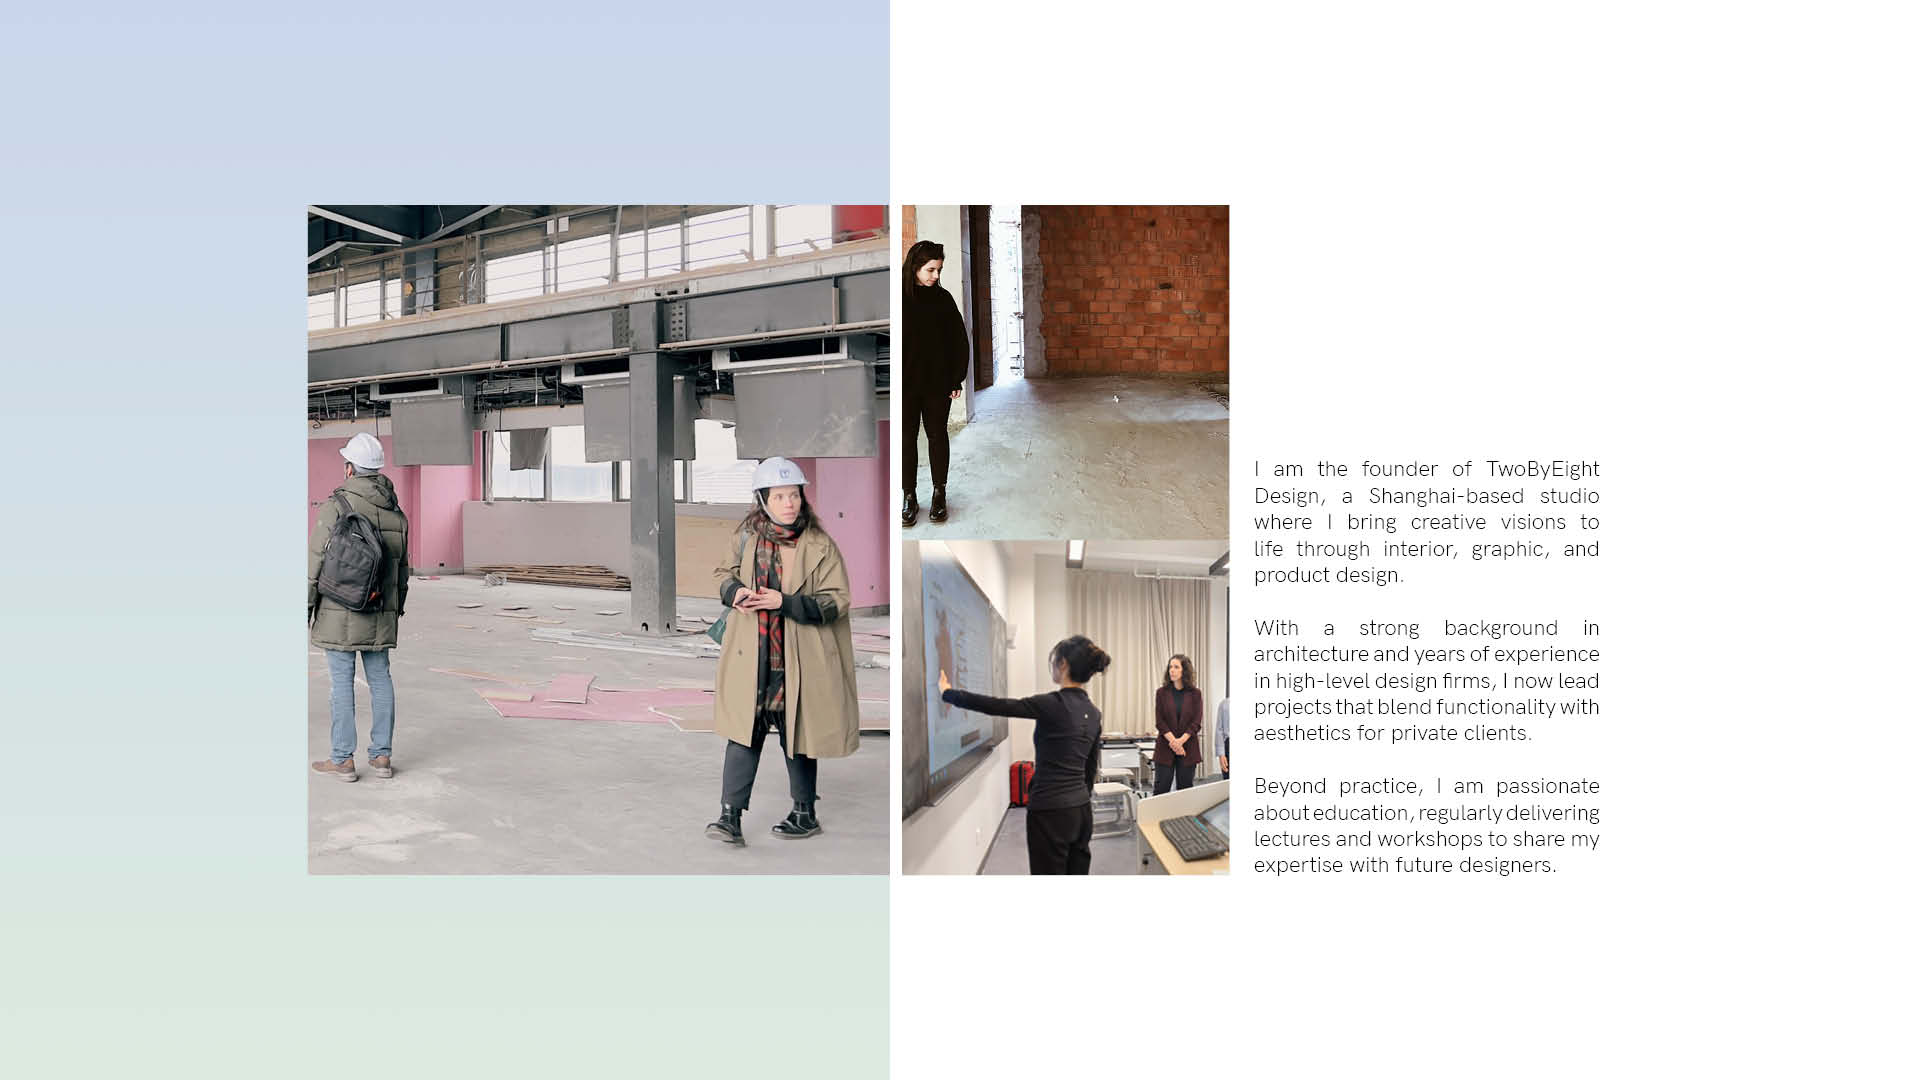 I am the founder of TwoByEight
Design, a Shanghai-based studio
where I bring creative visions to
life through interior, graphic, and
product design.
With a strong background in
architecture and years of experience
in high-level design firms, I now lead
projects that blend functionality with
aesthetics for private clients.
Beyond practice, I am passionate
about education, regularly delivering
lectures and workshops to share my
expertise with future designers.